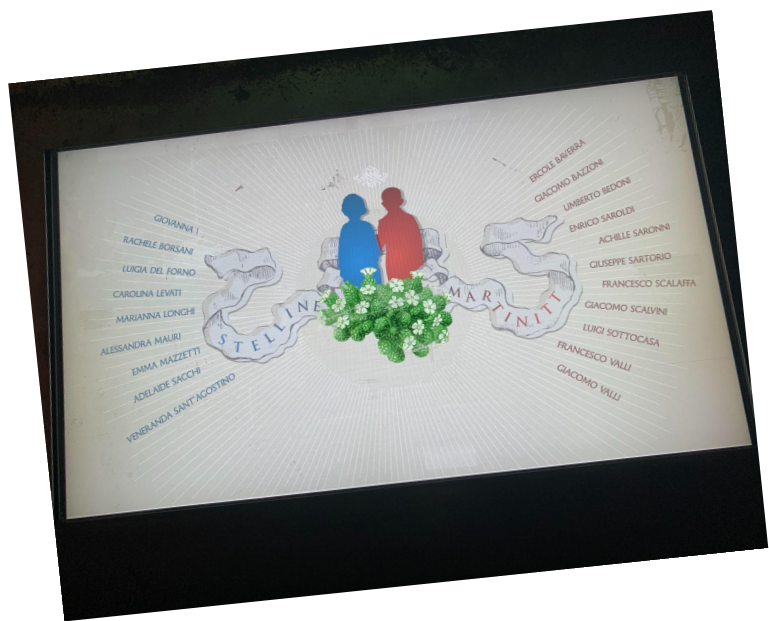 GIOVANNA I
RACHELE BORSANI
LUIGIA DEL FORNO
CAROLINA LEVATI
MARIANNA LONGHI
ALESSANDRA MAURI
EMMA MAZZETTI
ADELAIDE SACCHI
VENERANDA SANT'AGOSTINO
STELLINE
MARTINITT
ERCOLE BAVERRA
GIACOMO BAZZONI
UMBERTO BEDONI
ENRICO SAROLDI
ACHILLE SARONNI
GIUSEPPE SARTORIO
FRANCESCO SCALAFFA
GIACOMO SCALVINI
LUIGI SOTTOCASA
FRANCESCO VALLI
GIACOMO VALLI